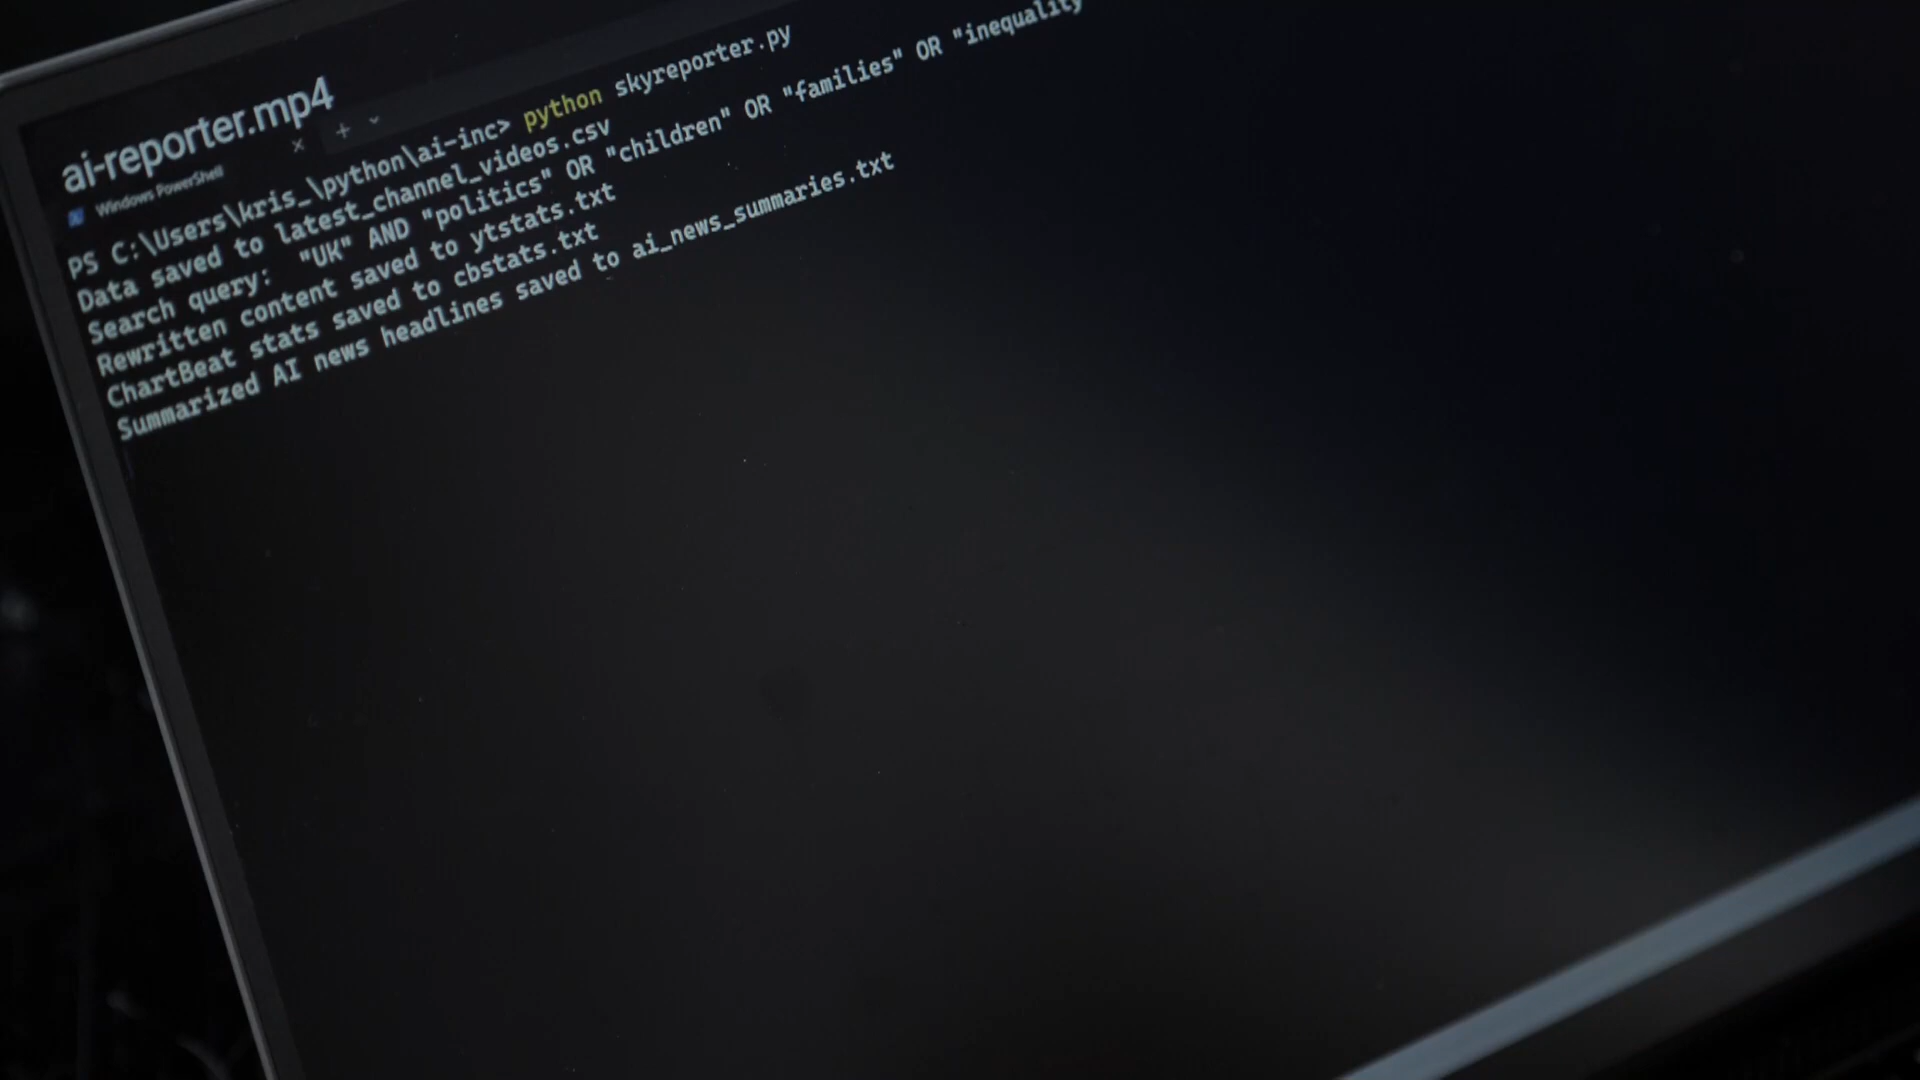 ai-reporter.mp4
Windows PowerShell
PS C:\Users\kris_\python\ai-inc> python skyreporter.py
Data saved to latest_channel_videos.csv
Search query:  "UK" AND "politics" OR "children" OR "families" OR "inequality
Rewritten content saved to ytstats.txt
ChartBeat stats saved to cbstats.txt
Summarized AI news headlines saved to ai_news_summaries.txt